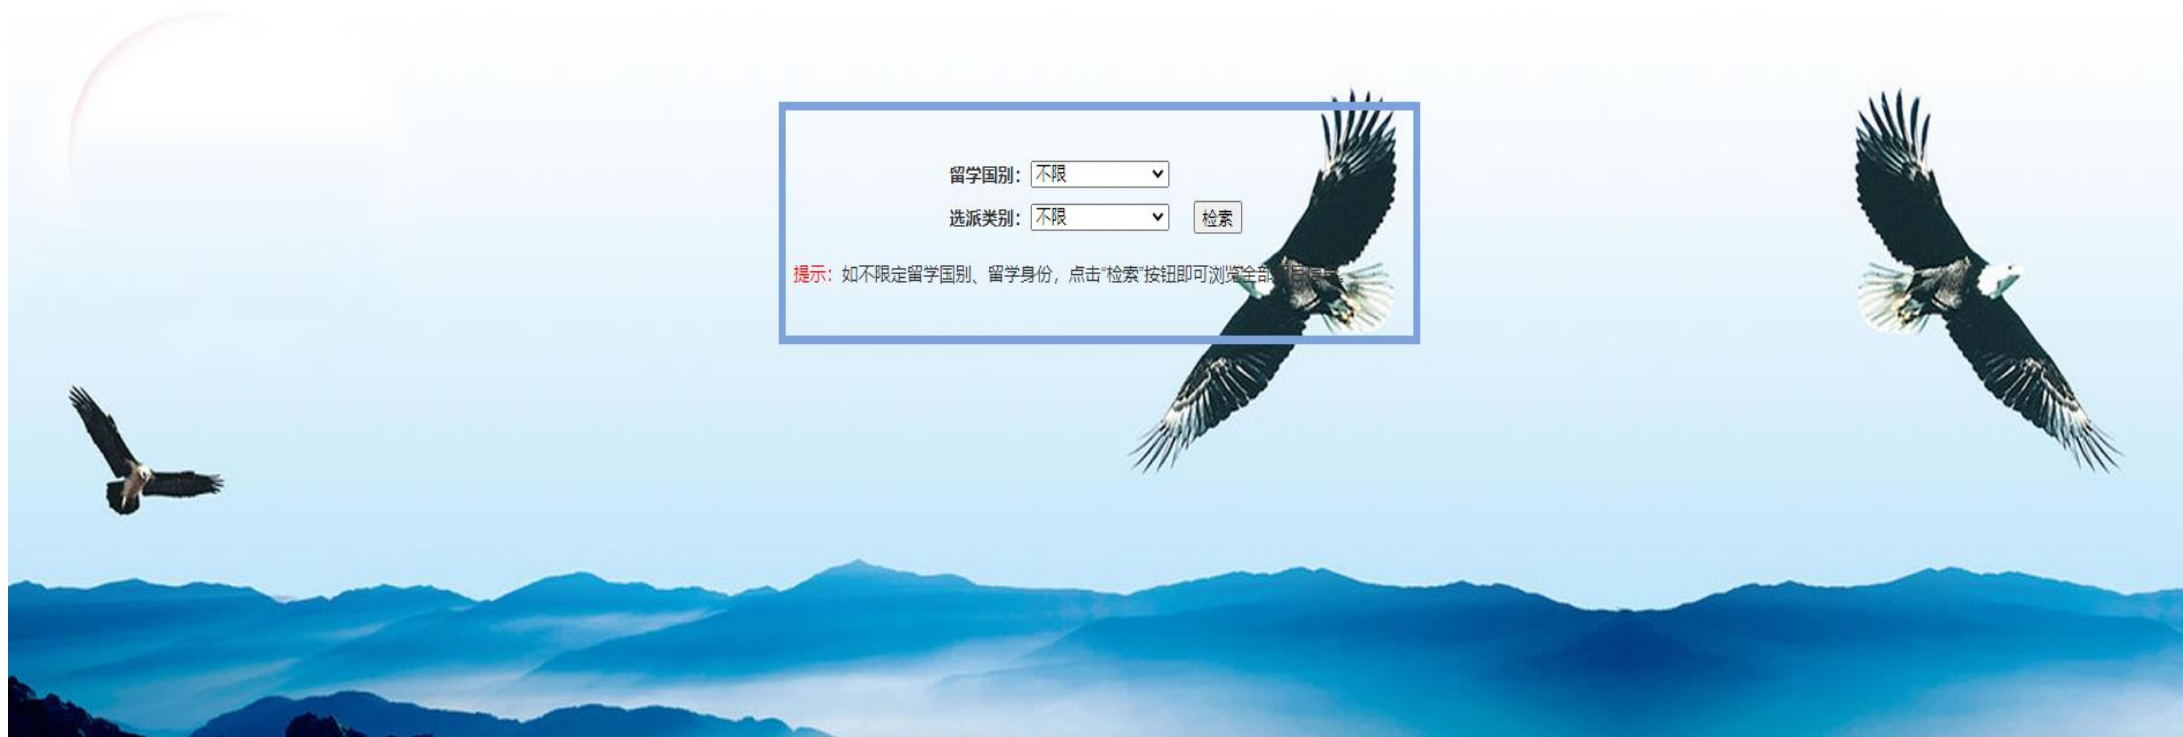 留学国别： 不限
选派类别： 不限 检索
提示：如不限定留学国别、留学身份，点击“检索”按钮即可浏览全部